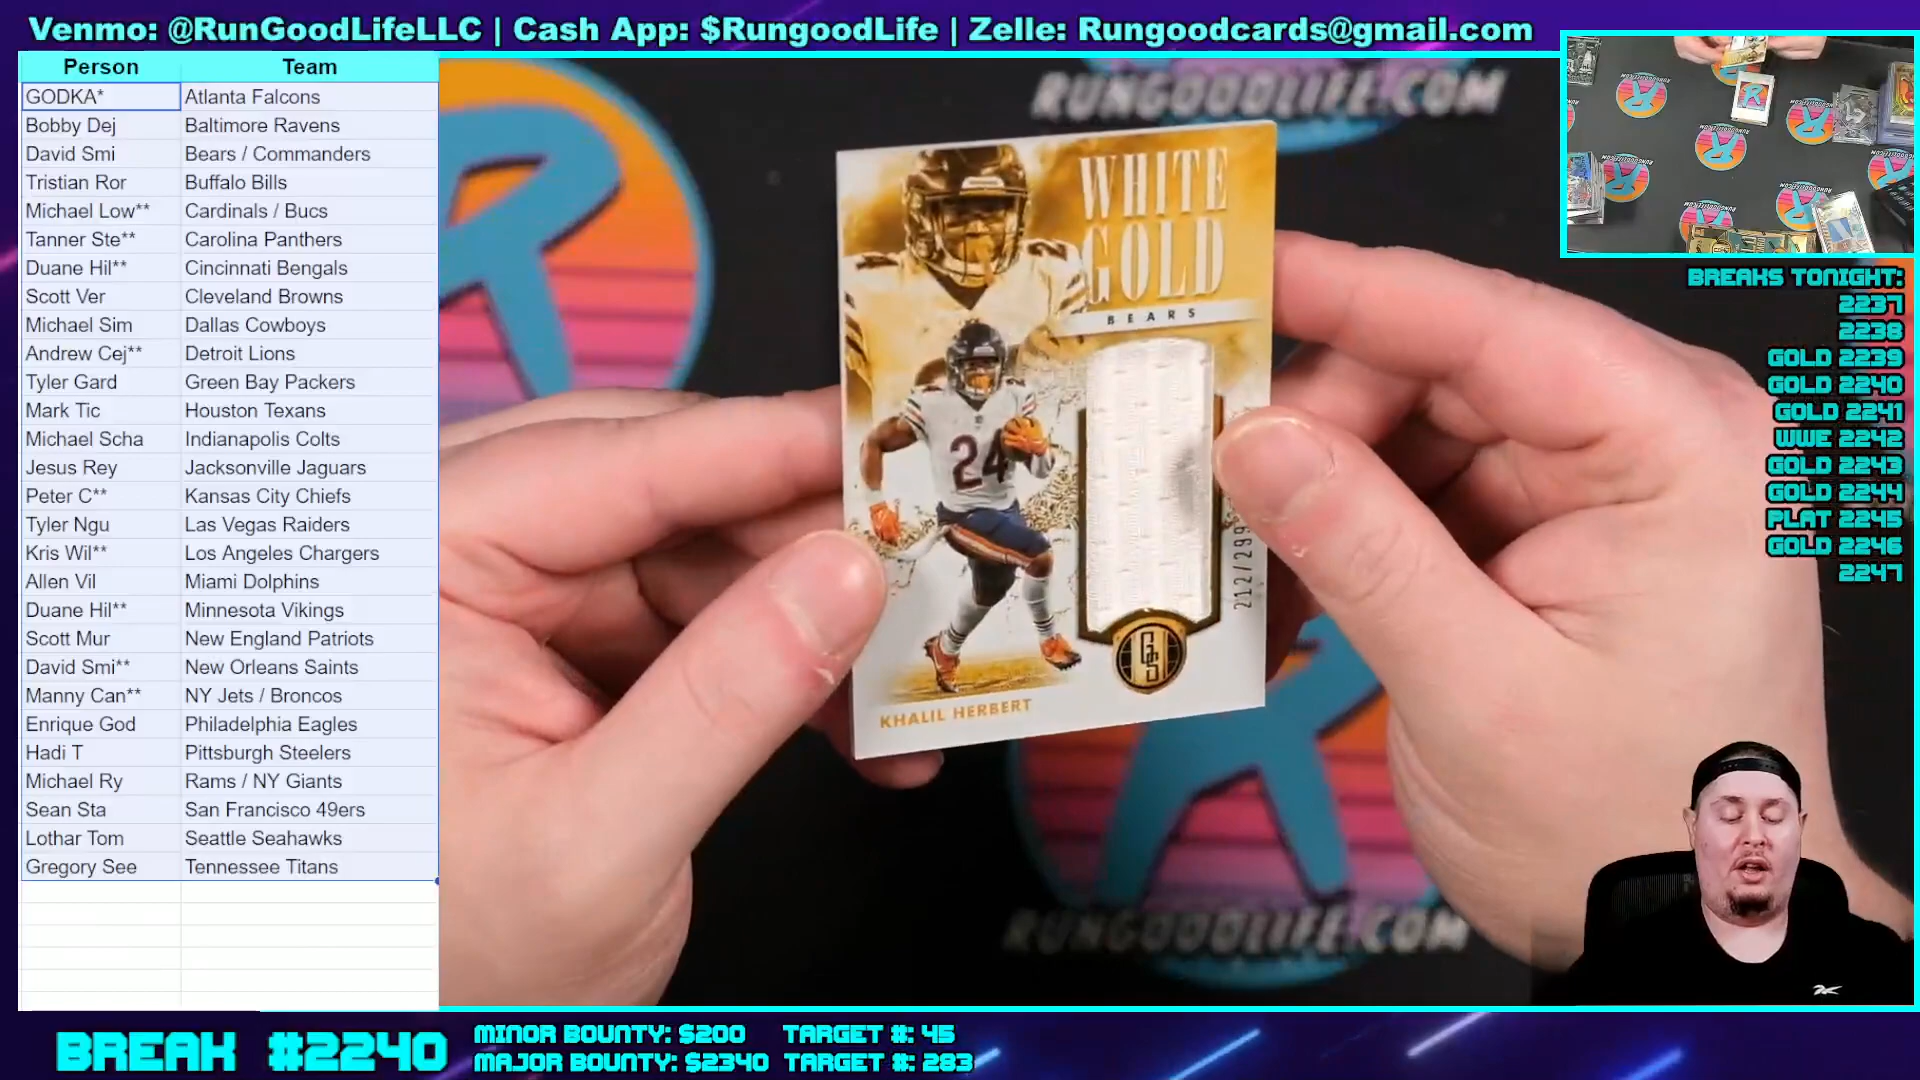 Venmo: @RunGoodLifeLLC | Cash App: $RungoodLife | Zelle: Rungoodcards@gmail.com
Person Team
GODKA* Atlanta Falcons
Bobby Dej Baltimore Ravens
David Smi Bears / Commanders
Tristian Ror Buffalo Bills
Michael Low** Cardinals / Bucs
Tanner Ste** Carolina Panthers
Duane Hil** Cincinnati Bengals
Scott Ver Cleveland Browns
Michael Sim Dallas Cowboys
Andrew Cej** Detroit Lions
Tyler Gard Green Bay Packers
Mark Tic Houston Texans
Michael Scha Indianapolis Colts
Jesus Rey Jacksonville Jaguars
Peter C** Kansas City Chiefs
Tyler Ngu Las Vegas Raiders
Kris Wil** Los Angeles Chargers
Allen Vil Miami Dolphins
Duane Hil** Minnesota Vikings
Scott Mur New England Patriots
David Smi** New Orleans Saints
Manny Can** NY Jets / Broncos
Enrique God Philadelphia Eagles
Hadi T Pittsburgh Steelers
Michael Ry Rams / NY Giants
Sean Sta San Francisco 49ers
Lothar Tom Seattle Seahawks
Gregory See Tennessee Titans
RUNGOODLIFE.COM
WHITE
GOLD
BEARS
24
212/299
GS
KHALIL HERBERT
RUNGOODLIFE.COM
BREAKS TONIGHT:
2237
2238
GOLD 2239
GOLD 2240
GOLD 2241
WWE 2242
GOLD 2243
GOLD 2244
PLAT 2245
GOLD 2246
2247
BREAK #2240
MINOR BOUNTY: $200 TARGET #: 45
MAJOR BOUNTY: $2340 TARGET #: 283